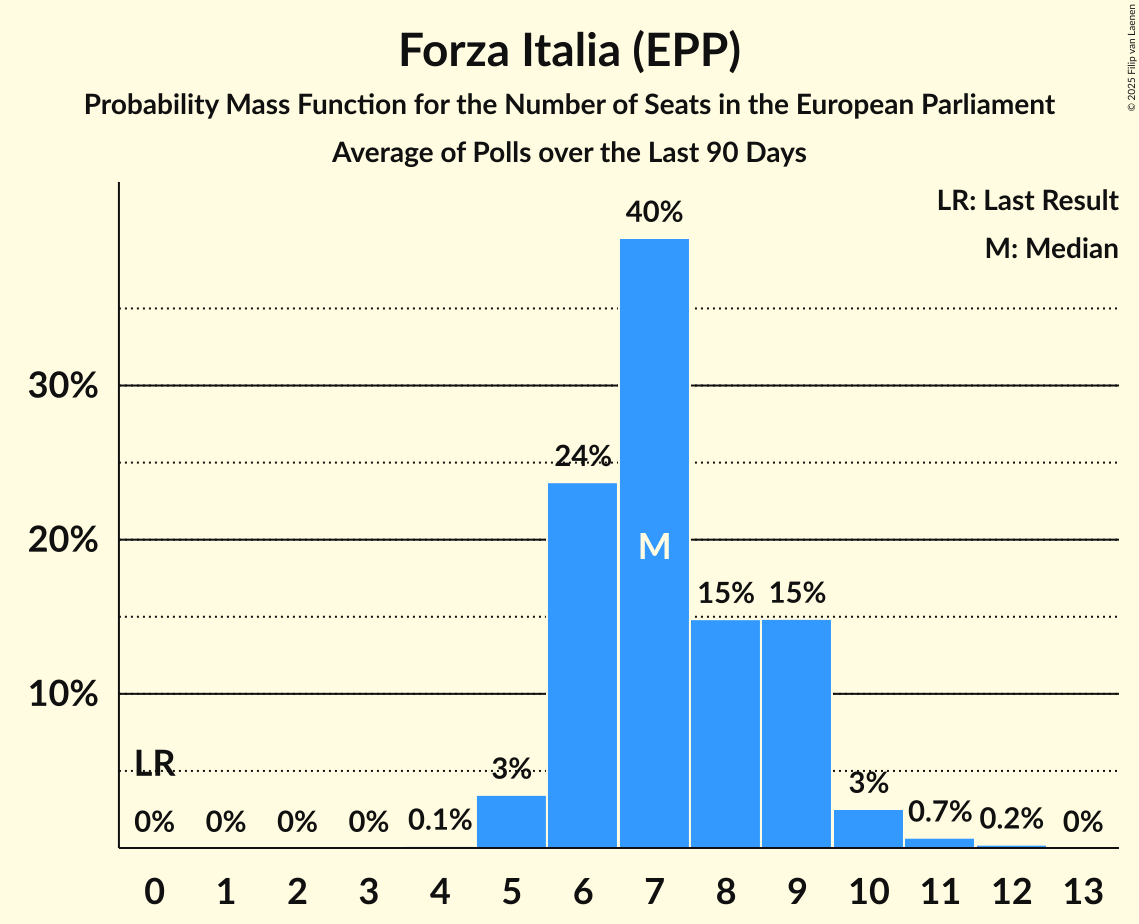 Forza Italia (EPP)
Probability Mass Function for the Number of Seats in the European Parliament
Average of Polls over the Last 90 Days
© 2025 Filip van Laenen
LR: Last Result
M: Median
40%
30%
24%
20%
M
15% 15%
10%
LR
3%
3%
0% 0% 0% 0% 0.1%
0.7% 0.2% 0%
0 1 2 3 4 5 6 7 8 9 10 11 12 13